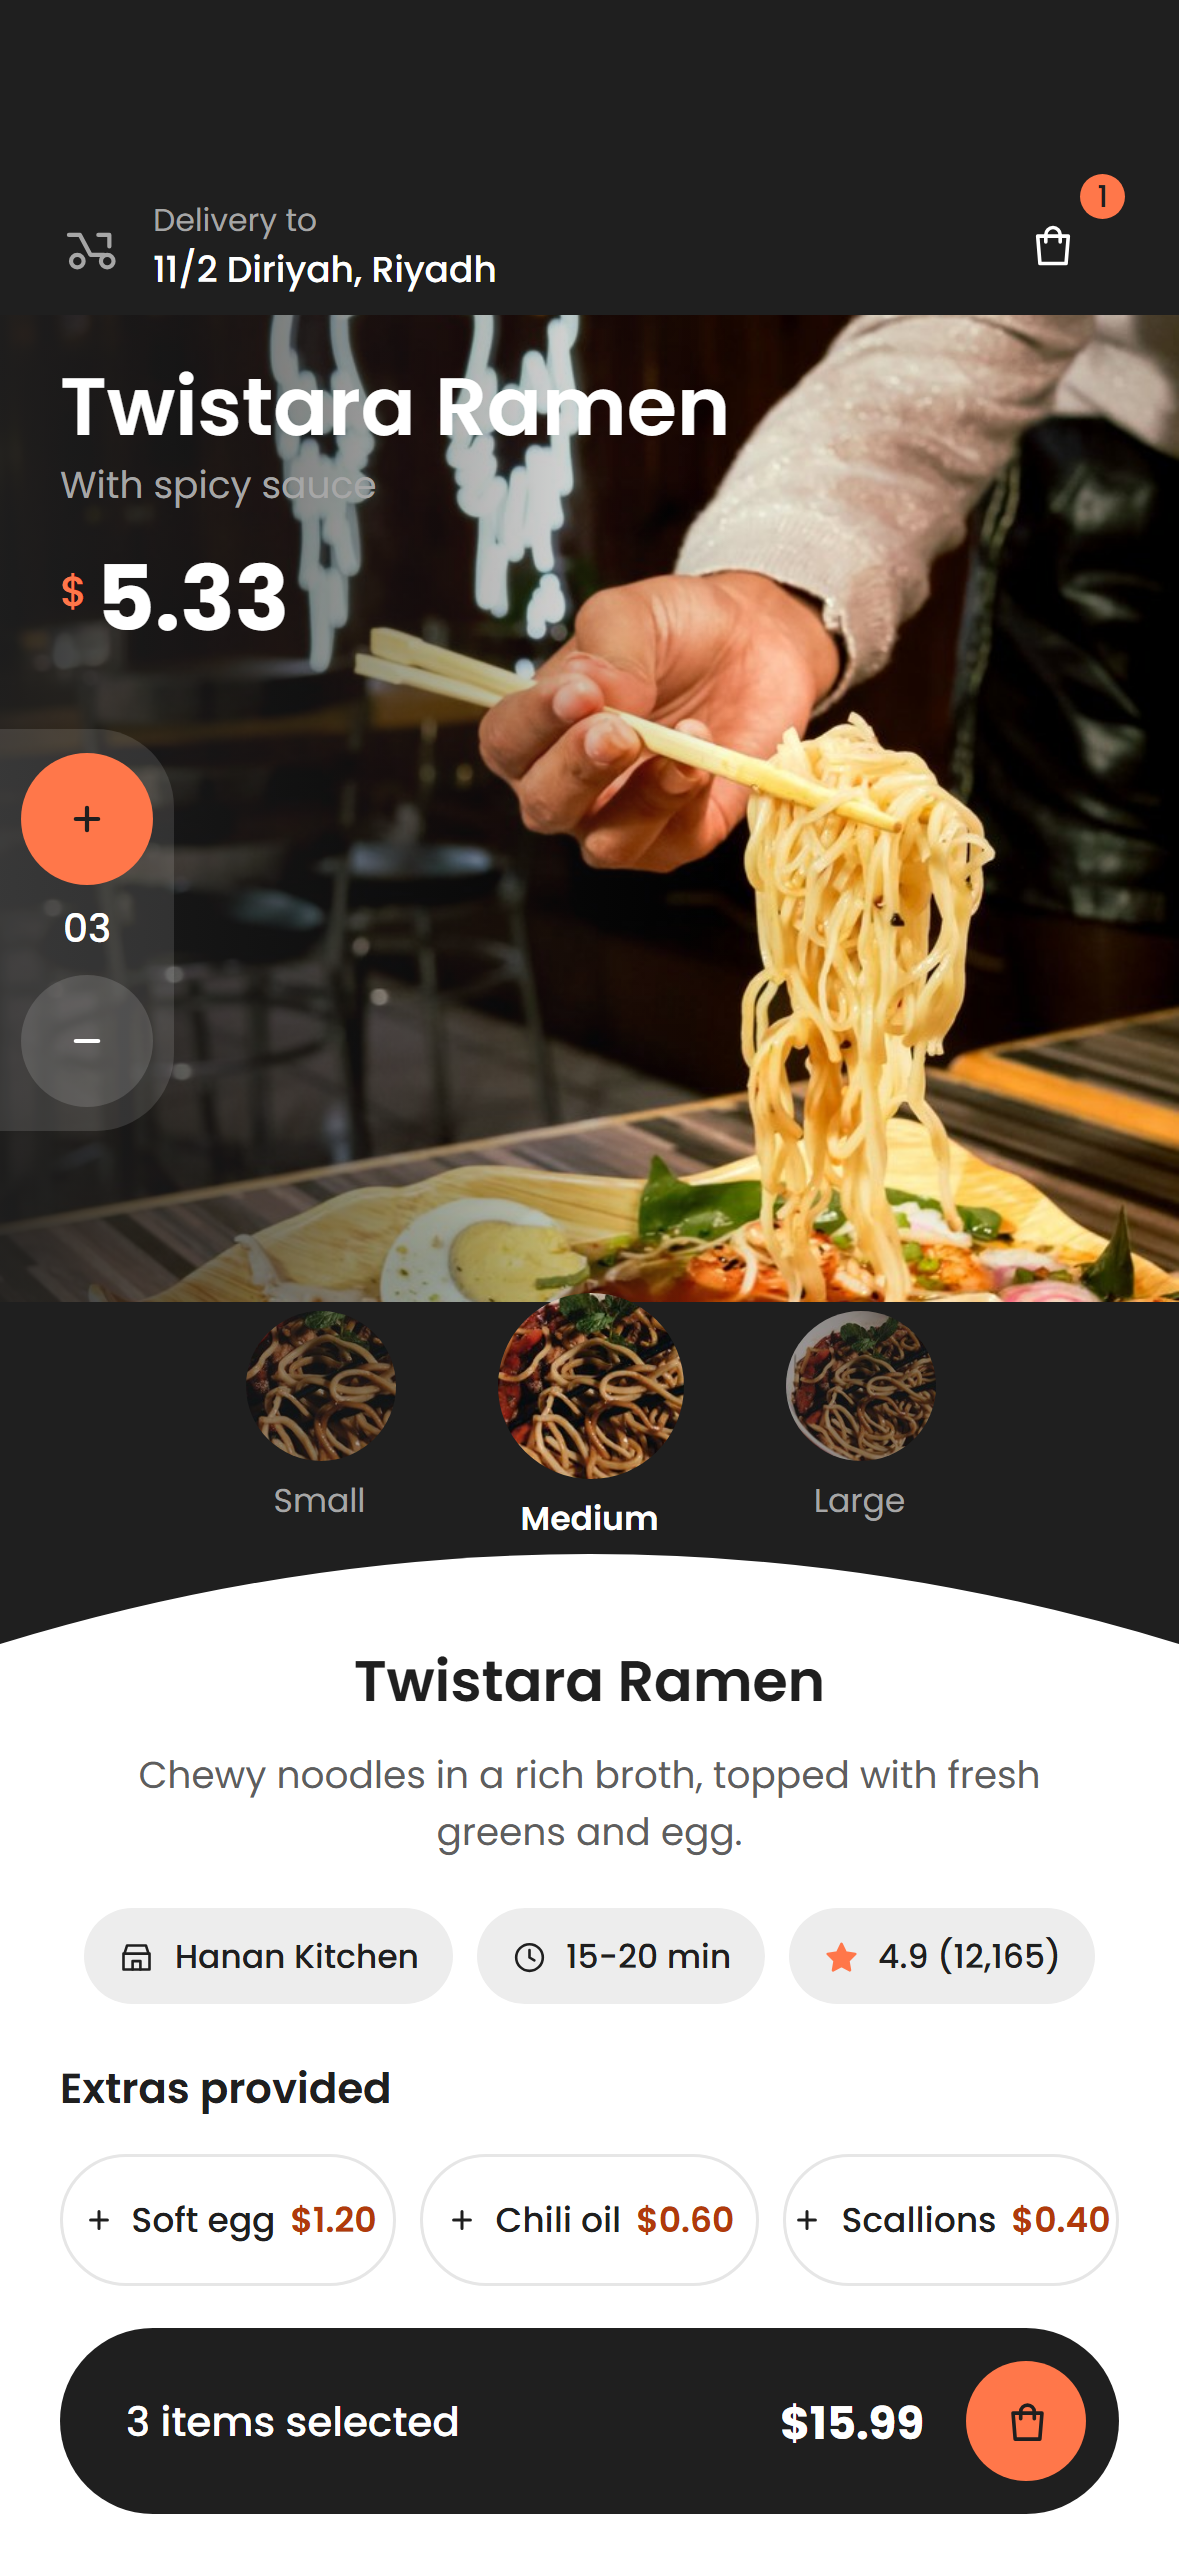 1
Delivery to
11/2 Diriyah, Riyadh
Twistara Ramen
With spicy sauce
$ 5.33
+
03
−
Small
Medium
Large
Twistara Ramen
Chewy noodles in a rich broth, topped with fresh
greens and egg.
Hanan Kitchen
15-20 min
4.9 (12,165)
Extras provided
+ Soft egg $1.20
+ Chili oil $0.60
+ Scallions $0.40
3 items selected
$15.99